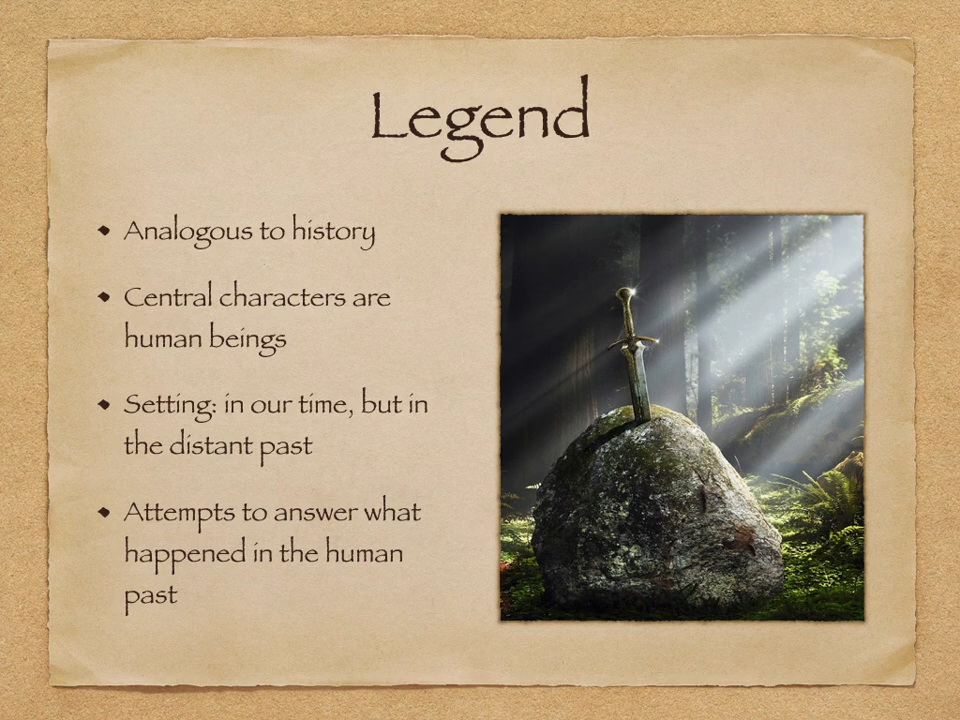 Legend
• Analogous to history
• Central characters are
human beings
• Setting: in our time, but in
the distant past
• Attempts to answer what
happened in the human
past